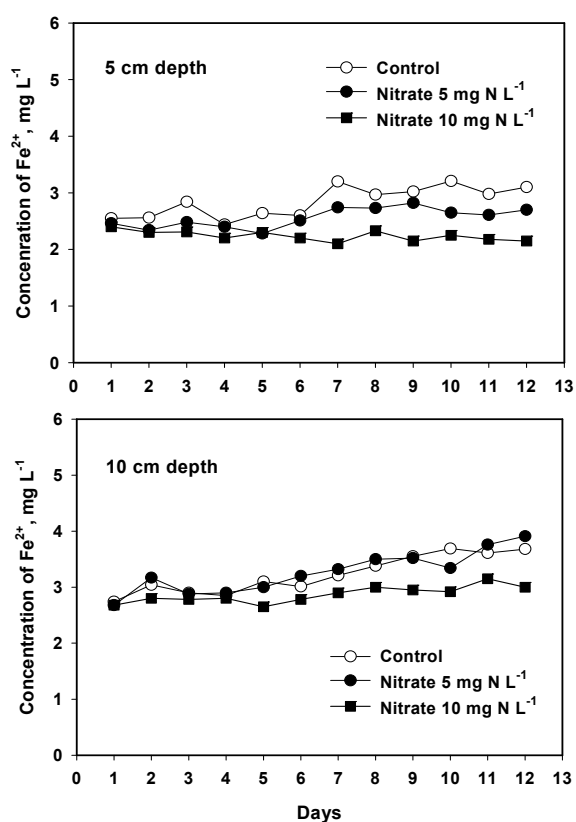 6
5
4
3
2
1
0
Concenration of Fe²⁺, mg L⁻¹
5 cm depth
Control
Nitrate 5 mg N L⁻¹
Nitrate 10 mg N L⁻¹
0 1 2 3 4 5 6 7 8 9 10 11 12 13
6
5
4
3
2
1
0
Concentration of Fe²⁺, mg L⁻¹
10 cm depth
Control
Nitrate 5 mg N L⁻¹
Nitrate 10 mg N L⁻¹
0 1 2 3 4 5 6 7 8 9 10 11 12 13
Days